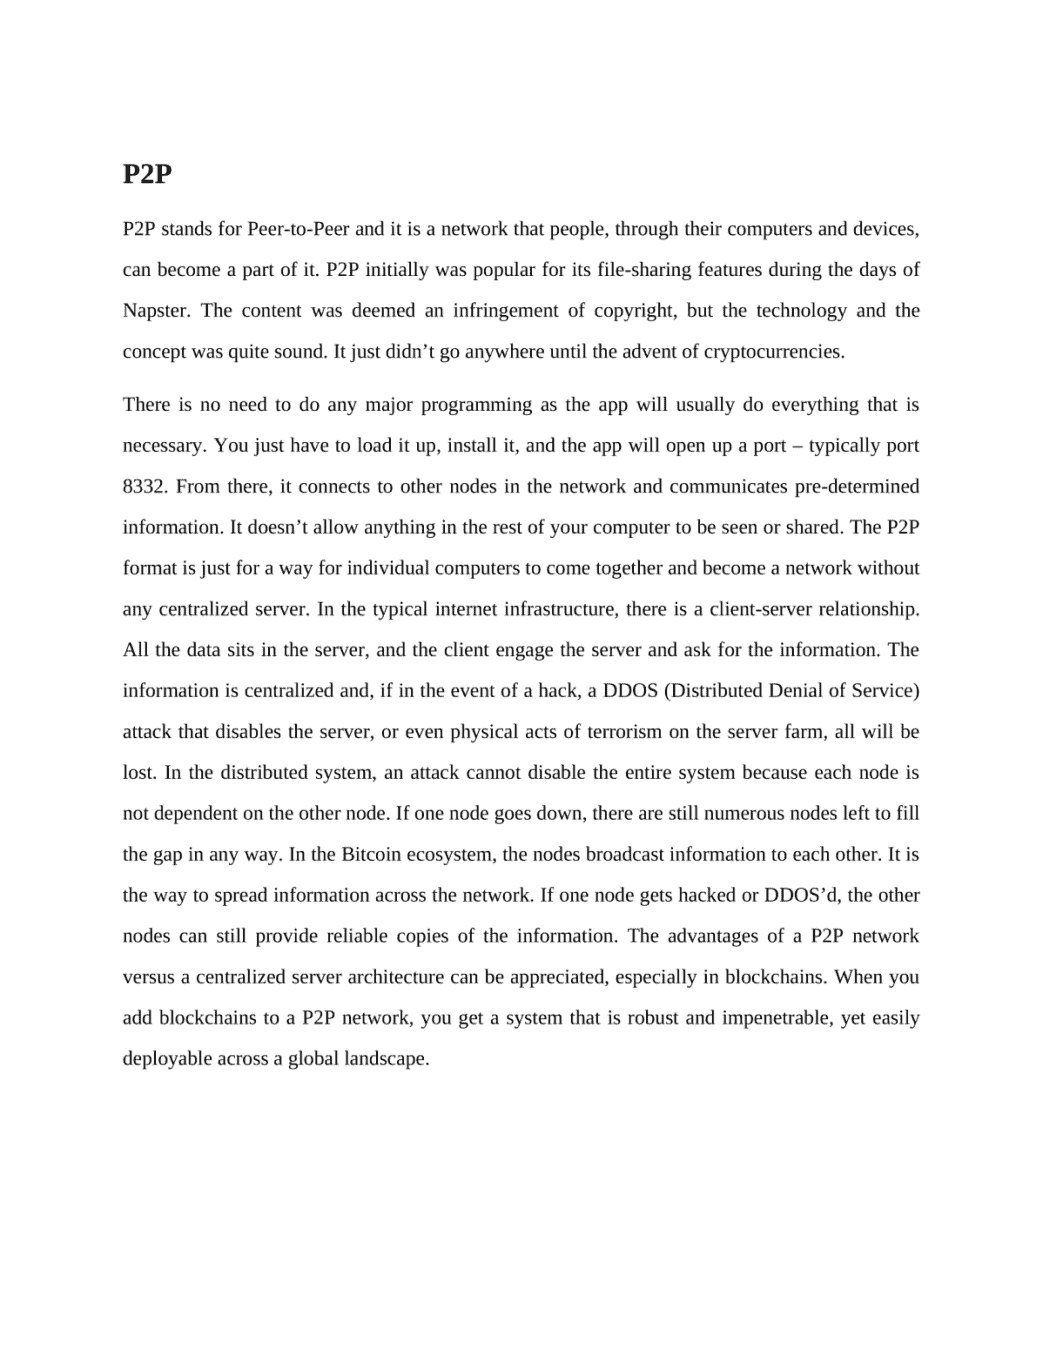 P2P
P2P stands for Peer-to-Peer and it is a network that people, through their computers and devices,
can become a part of it. P2P initially was popular for its file-sharing features during the days of
Napster. The content was deemed an infringement of copyright, but the technology and the
concept was quite sound. It just didn’t go anywhere until the advent of cryptocurrencies.
There is no need to do any major programming as the app will usually do everything that is
necessary. You just have to load it up, install it, and the app will open up a port – typically port
8332. From there, it connects to other nodes in the network and communicates pre-determined
information. It doesn’t allow anything in the rest of your computer to be seen or shared. The P2P
format is just for a way for individual computers to come together and become a network without
any centralized server. In the typical internet infrastructure, there is a client-server relationship.
All the data sits in the server, and the client engage the server and ask for the information. The
information is centralized and, if in the event of a hack, a DDOS (Distributed Denial of Service)
attack that disables the server, or even physical acts of terrorism on the server farm, all will be
lost. In the distributed system, an attack cannot disable the entire system because each node is
not dependent on the other node. If one node goes down, there are still numerous nodes left to fill
the gap in any way. In the Bitcoin ecosystem, the nodes broadcast information to each other. It is
the way to spread information across the network. If one node gets hacked or DDOS’d, the other
nodes can still provide reliable copies of the information. The advantages of a P2P network
versus a centralized server architecture can be appreciated, especially in blockchains. When you
add blockchains to a P2P network, you get a system that is robust and impenetrable, yet easily
deployable across a global landscape.